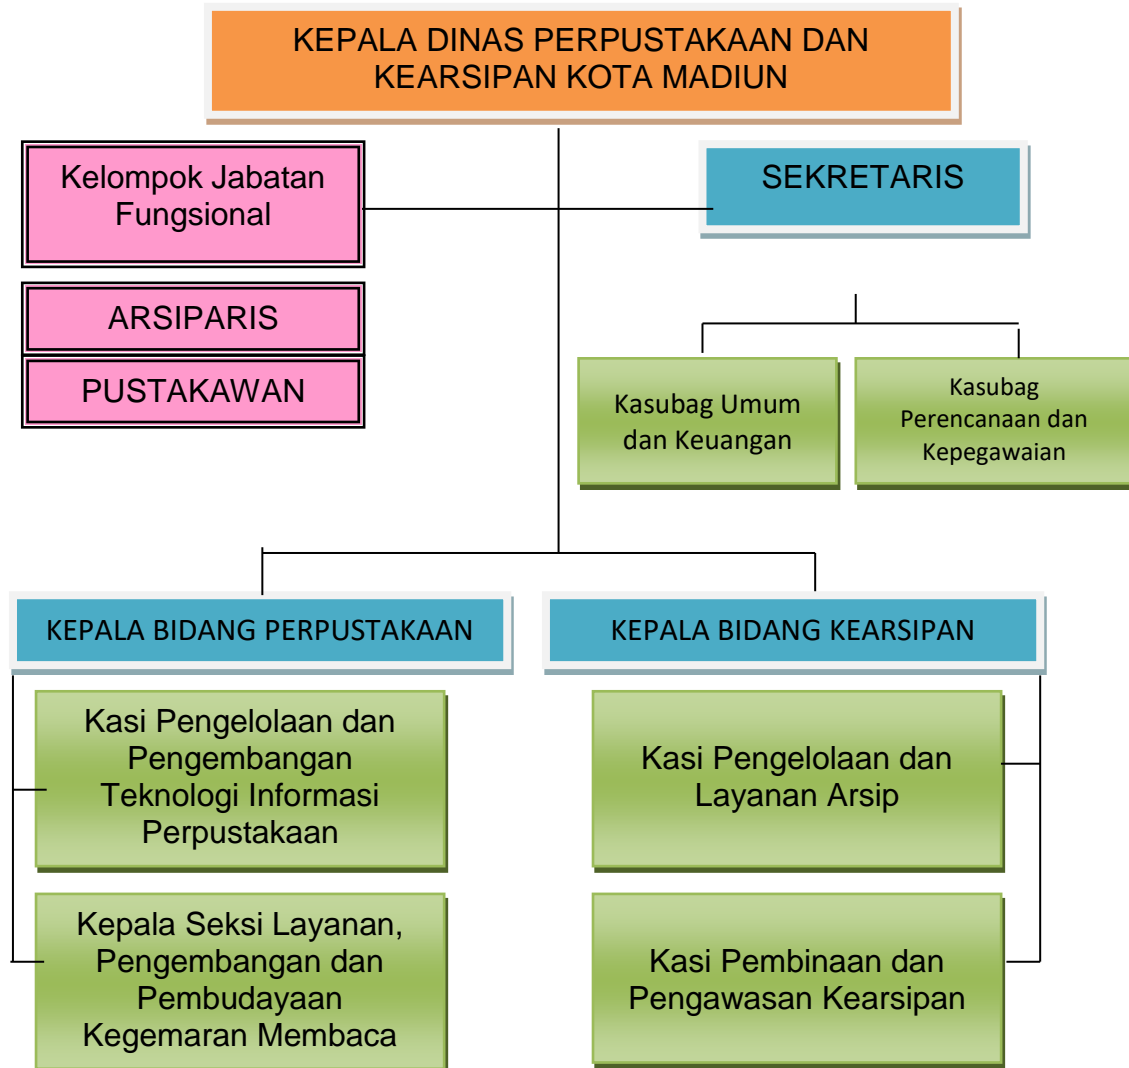 KEPALA DINAS PERPUSTAKAAN DAN
KEARSIPAN KOTA MADIUN
Kelompok Jabatan
Fungsional
SEKRETARIS
ARSIPARIS
PUSTAKAWAN
Kasubag Umum
dan Keuangan
Kasubag
Perencanaan dan
Kepegawaian
KEPALA BIDANG PERPUSTAKAAN
KEPALA BIDANG KEARSIPAN
Kasi Pengelolaan dan
Pengembangan
Teknologi Informasi
Perpustakaan
Kasi Pengelolaan dan
Layanan Arsip
Kepala Seksi Layanan,
Pengembangan dan
Pembudayaan
Kegemaran Membaca
Kasi Pembinaan dan
Pengawasan Kearsipan